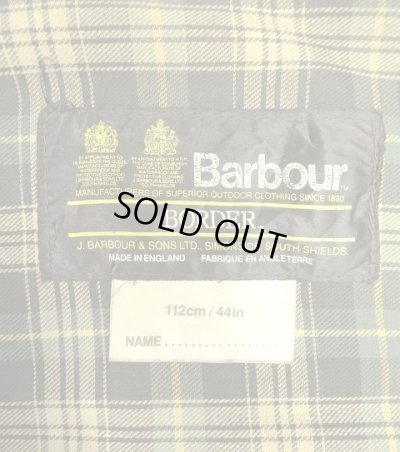 Barbour
MANUFACTURERS OF SUPERIOR OUTDOOR CLOTHING SINCE 1890
BORDER
SOLD OUT
J. BARBOUR & SONS LTD., SIMON SOUTH SHIELDS
MADE IN ENGLAND FABRIQUE EN ANGLETERRE
112cm / 44in
NAME